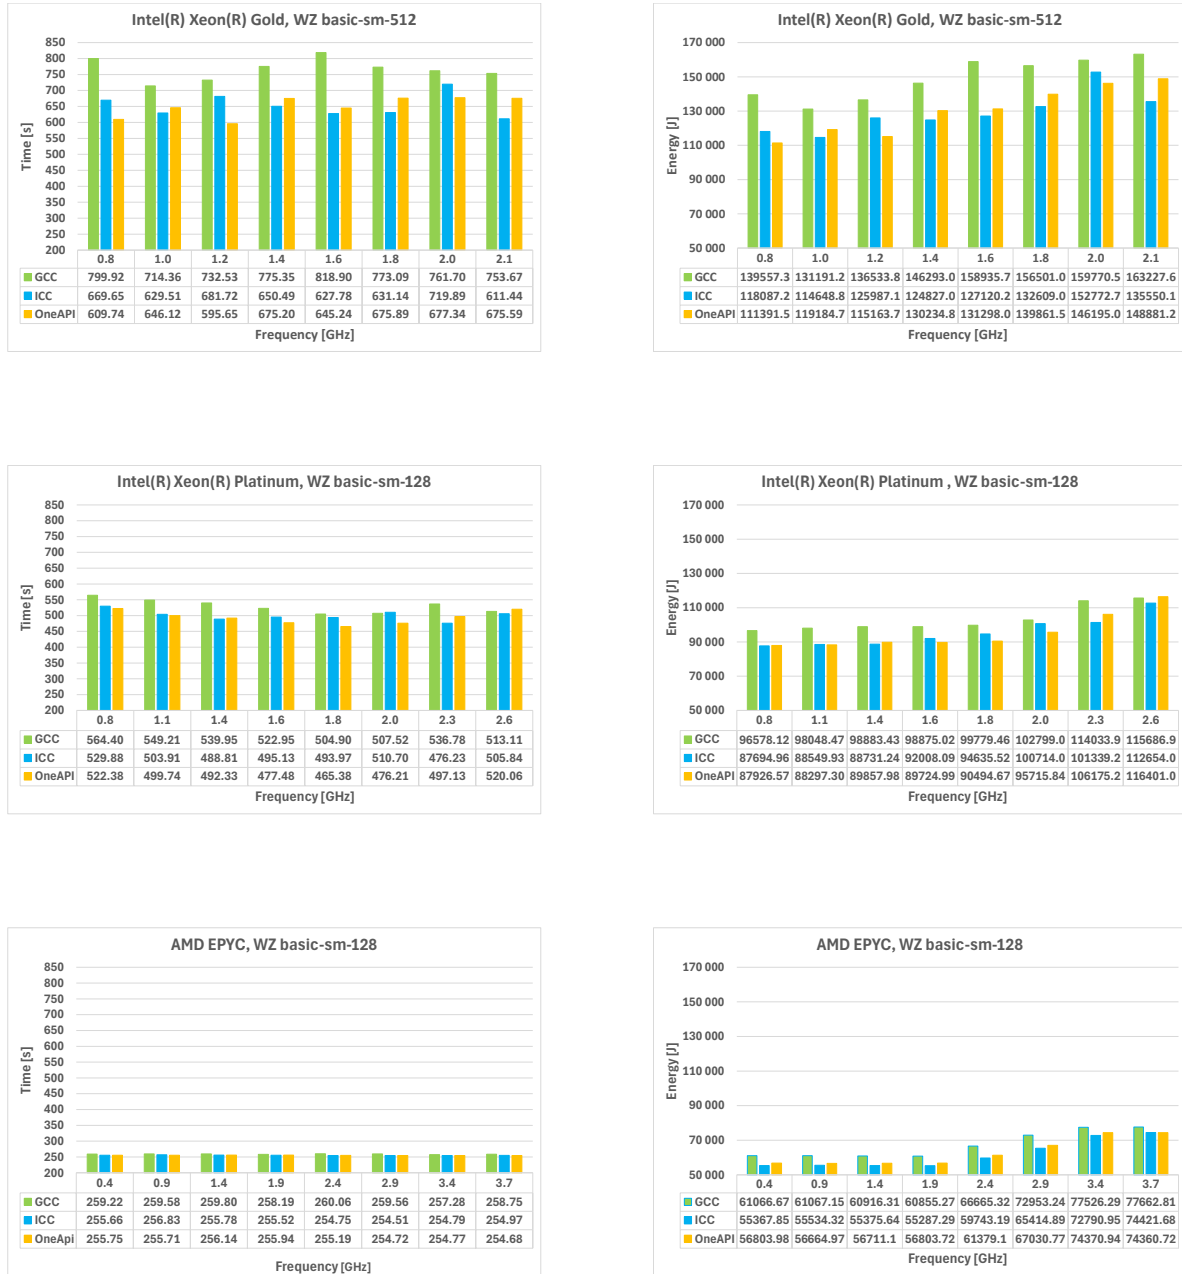 Intel(R) Xeon(R) Gold, WZ basic-sm-512
850
800
750
700
650
600
550
500
450
400
350
300
250
200
Time [s]
0.8 1.0 1.2 1.4 1.6 1.8 2.0 2.1
GCC 799.92 714.36 732.53 775.35 818.90 773.09 761.70 753.67
ICC 669.65 629.51 681.72 650.49 627.78 631.14 719.89 611.44
OneAPI 609.74 646.12 595.65 675.20 645.24 675.89 677.34 675.59
Frequency [GHz]
Intel(R) Xeon(R) Gold, WZ basic-sm-512
170 000
150 000
130 000
110 000
90 000
70 000
50 000
Energy [J]
0.8 1.0 1.2 1.4 1.6 1.8 2.0 2.1
GCC 139557.3 131191.2 136533.8 146293.0 158935.7 156501.0 159770.5 163227.6
ICC 118087.2 114648.8 125987.1 124827.0 127120.2 132609.0 152772.7 135550.1
OneAPI 111391.5 119184.7 115163.7 130234.8 131298.0 139861.5 146195.0 148881.2
Frequency [GHz]
Intel(R) Xeon(R) Platinum, WZ basic-sm-128
850
800
750
700
650
600
550
500
450
400
350
300
250
200
Time [s]
0.8 1.1 1.4 1.6 1.8 2.0 2.3 2.6
GCC 564.40 549.21 539.95 522.95 504.90 507.52 536.78 513.11
ICC 529.88 503.91 488.81 495.13 493.97 510.70 476.23 505.84
OneAPI 522.38 499.74 492.33 477.48 465.38 476.21 497.13 520.06
Frequency [GHz]
Intel(R) Xeon(R) Platinum , WZ basic-sm-128
170 000
150 000
130 000
110 000
90 000
70 000
50 000
Energy [J]
0.8 1.1 1.4 1.6 1.8 2.0 2.3 2.6
GCC 96578.12 98048.47 98883.43 98875.02 99779.46 102799.0 114033.9 115686.9
ICC 87694.96 88549.93 88731.24 92008.09 94635.52 100714.0 101339.2 112654.0
OneAPI 87926.57 88297.30 89857.98 89724.99 90494.67 95715.84 106175.2 116401.0
Frequency [GHz]
AMD EPYC, WZ basic-sm-128
850
800
750
700
650
600
550
500
450
400
350
300
250
200
Time [s]
0.4 0.9 1.4 1.9 2.4 2.9 3.4 3.7
GCC 259.22 259.58 259.80 258.19 260.06 259.56 257.28 258.75
ICC 255.66 256.83 255.78 255.52 254.75 254.51 254.79 254.97
OneApi 255.75 255.71 256.14 255.94 255.19 254.72 254.77 254.68
Frequency [GHz]
AMD EPYC, WZ basic-sm-128
170 000
150 000
130 000
110 000
90 000
70 000
50 000
Energy [J]
0.4 0.9 1.4 1.9 2.4 2.9 3.4 3.7
GCC 61066.67 61067.15 60916.31 60855.27 66665.32 72953.24 77526.29 77662.81
ICC 55367.85 55534.32 55375.64 55287.29 59743.19 65414.89 72790.95 74421.68
OneAPI 56803.98 56664.97 56711.1 56803.72 61379.1 67030.77 74370.94 74360.72
Frequency [GHz]